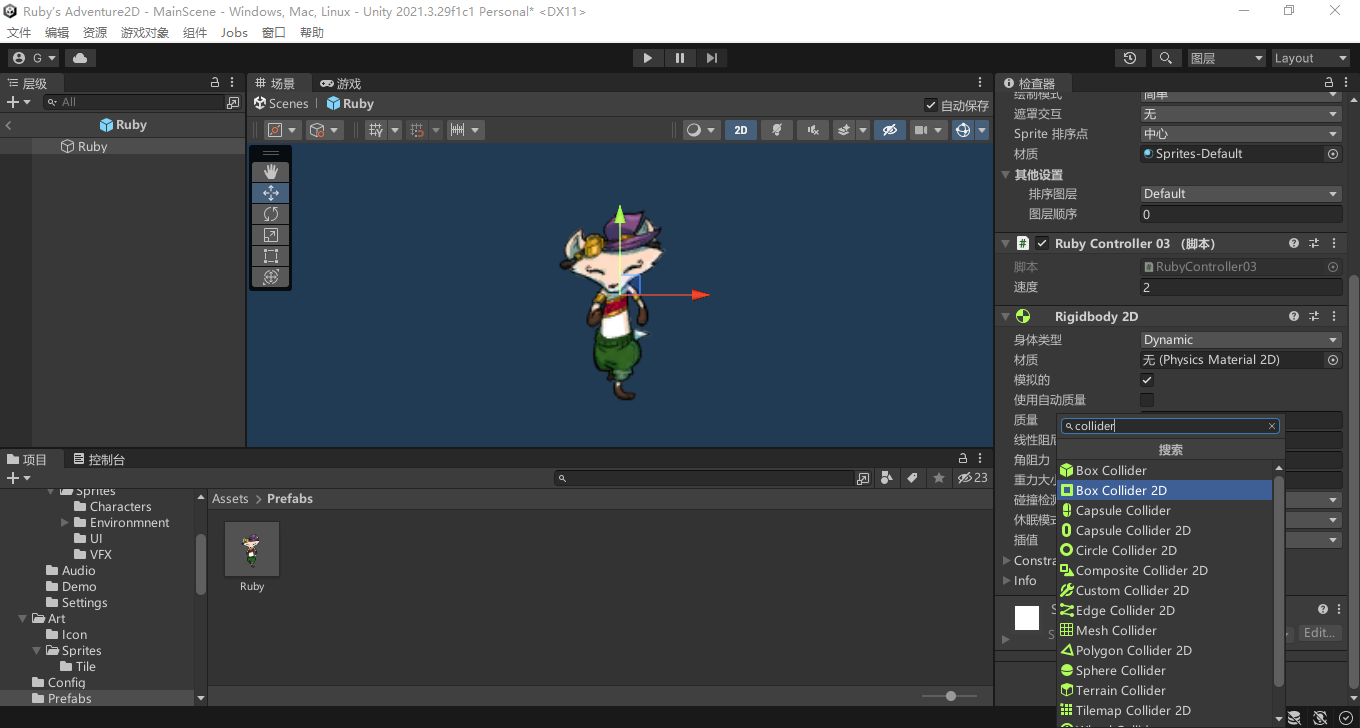 Ruby's Adventure2D - MainScene - Windows, Mac, Linux - Unity 2021.3.29f1c1 Personal* <DX11>
文件 编辑 资源 游戏对象 组件 Jobs 窗口 帮助
G 图层 Layout
层级
All
Ruby
Ruby
场景 游戏
Scenes | Ruby 自动保存
2D
检查器
绘制模式 简单
遮罩交互 无
Sprite 排序点 中心
材质 Sprites-Default
其他设置
排序图层 Default
图层顺序 0
# Ruby Controller 03 (脚本)
脚本 RubyController03
速度 2
Rigidbody 2D
身体类型 Dynamic
材质 无 (Physics Material 2D)
模拟的
使用自动质量
质量
线性阻尼
角阻力
重力大小
碰撞检测
休眠模式
插值
Constra
Info
Edit...
collider
搜索
Box Collider
Box Collider 2D
Capsule Collider
Capsule Collider 2D
Circle Collider 2D
Composite Collider 2D
Custom Collider 2D
Edge Collider 2D
Mesh Collider
Polygon Collider 2D
Sphere Collider
Terrain Collider
Tilemap Collider 2D
项目 控制台
23
Sprites
Characters
Environmnent
UI
VFX
Audio
Demo
Settings
Art
Icon
Sprites
Tile
Config
Prefabs
Assets > Prefabs
Ruby